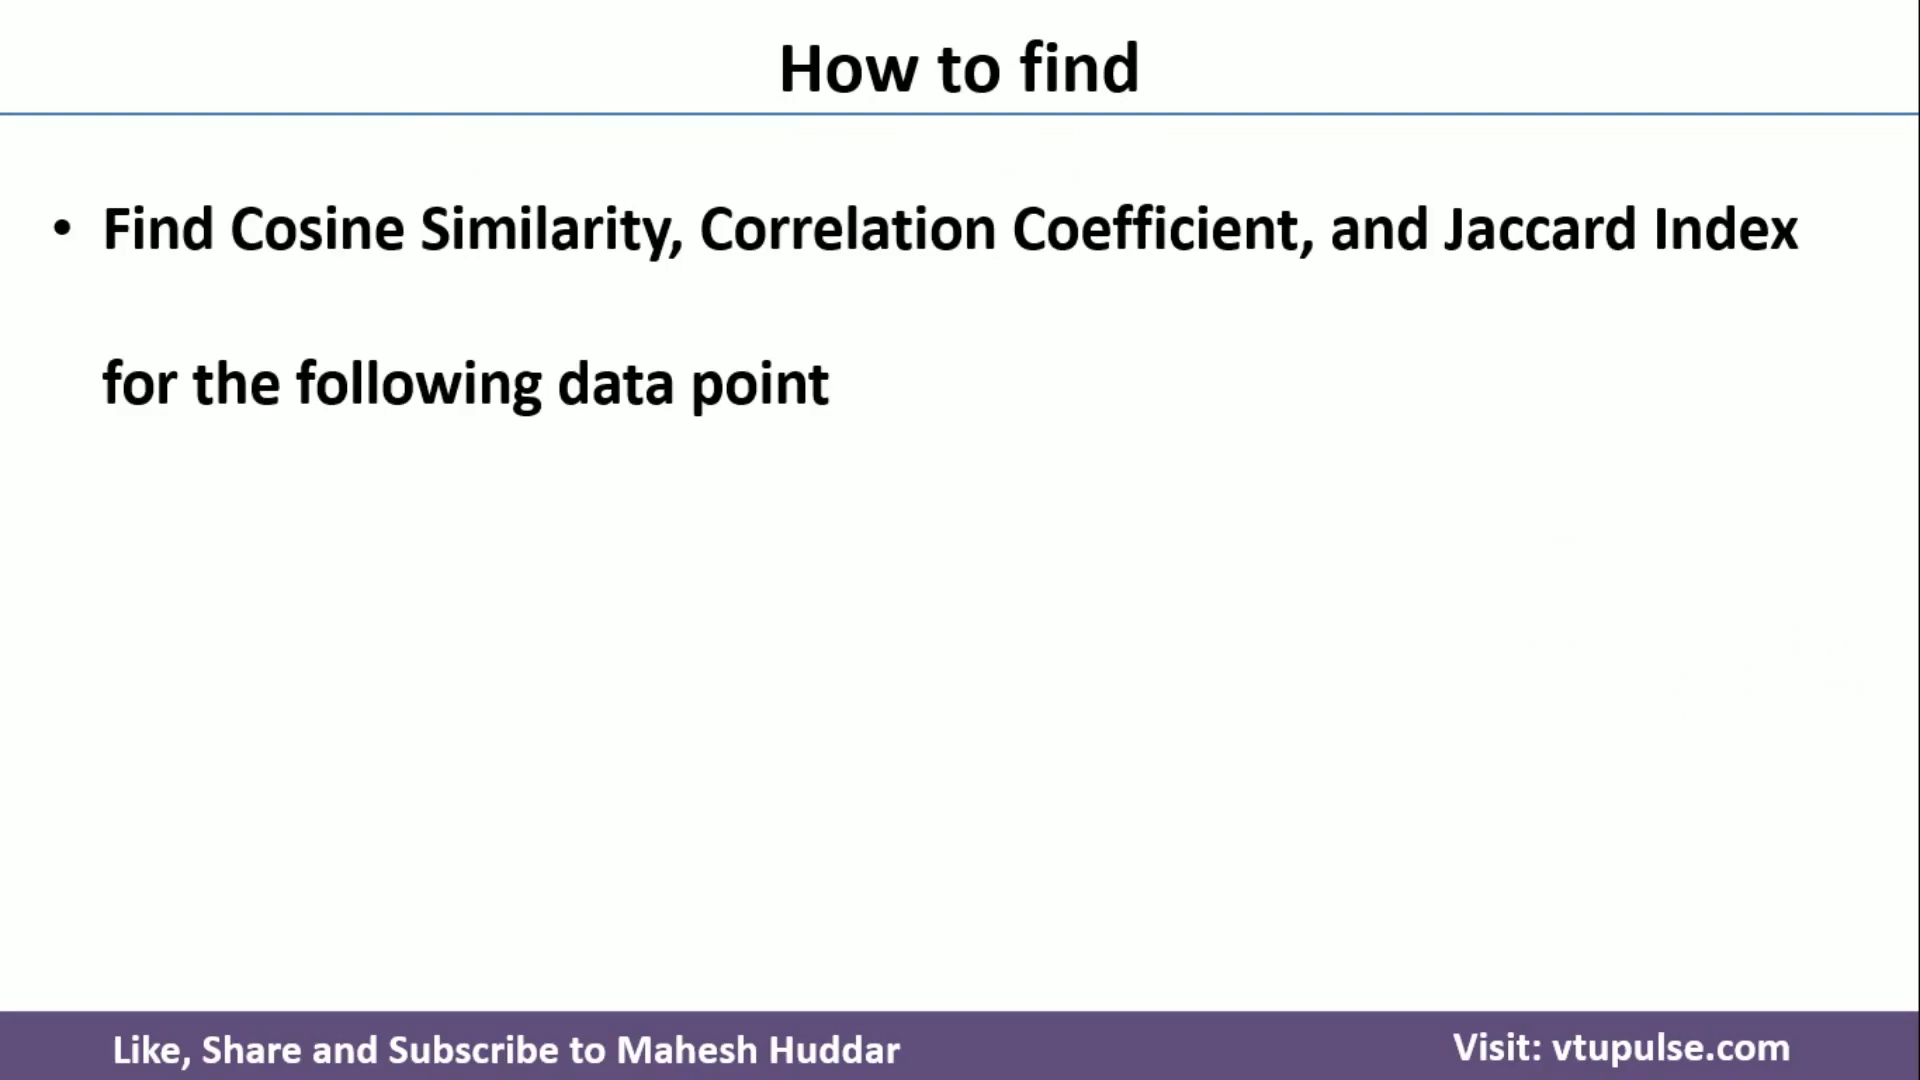 How to find
• Find Cosine Similarity, Correlation Coefficient, and Jaccard Index
for the following data point
Like, Share and Subscribe to Mahesh Huddar
Visit: vtupulse.com